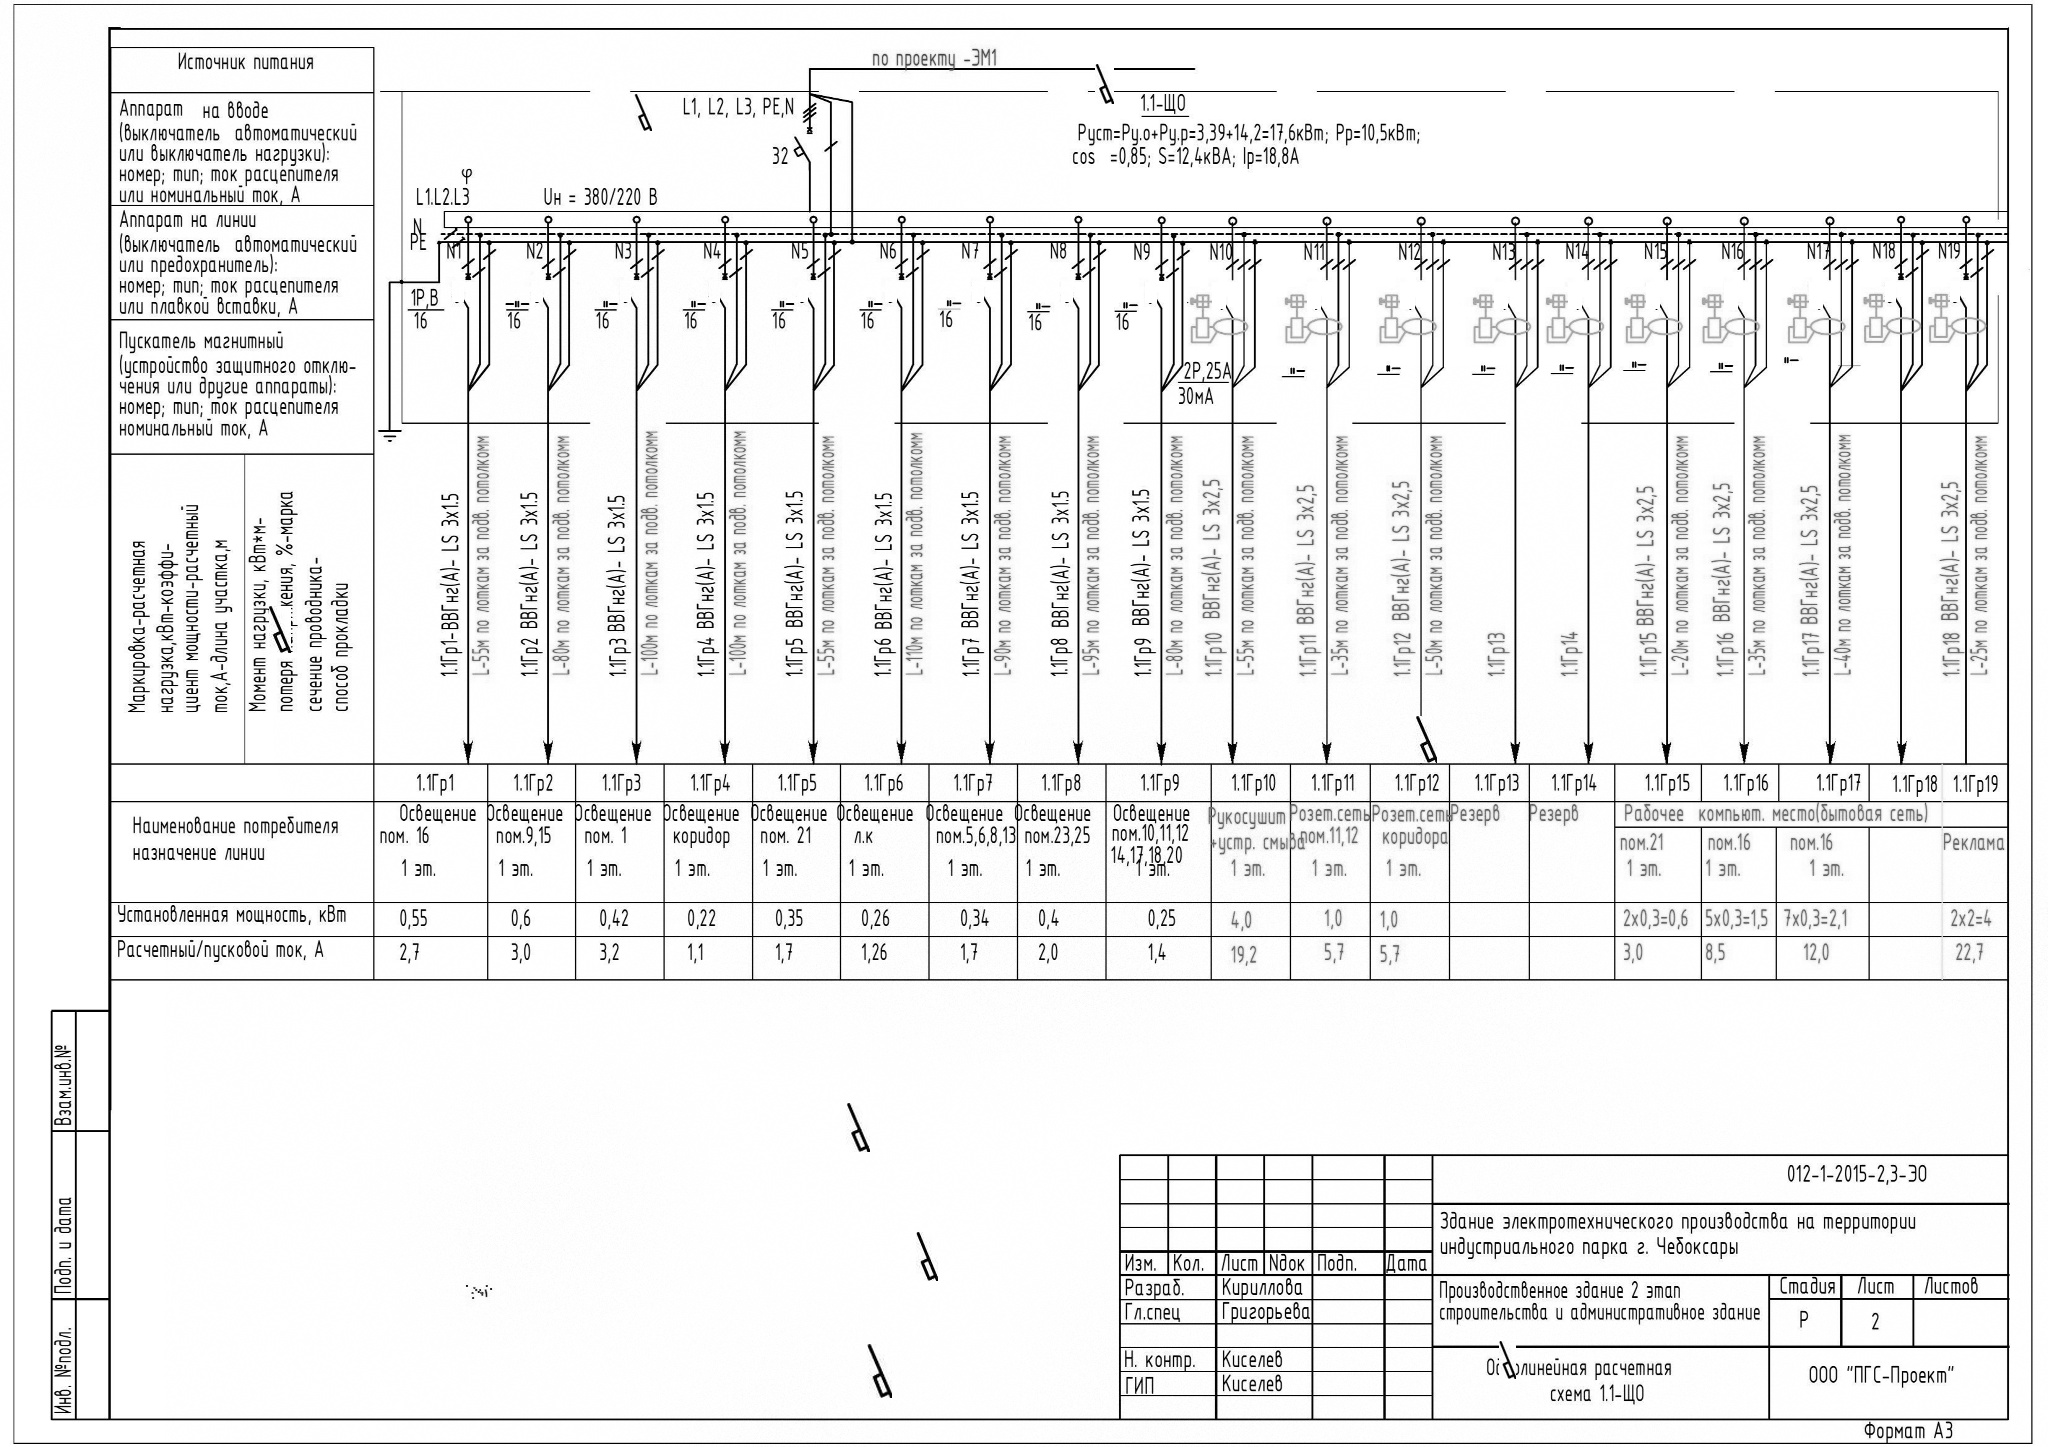 Источник питания
Аппарат на вводе
(выключатель автоматический
или выключатель нагрузки):
номер; тип; ток расцепителя
или номинальный ток, А
Аппарат на линии
(выключатель автоматический
или предохранитель):
номер; тип; ток расцепителя
или плавкой вставки, А
Пускатель магнитный
(устройство защитного отклю-
чения или другие аппараты):
номер; тип; ток расцепителя
номинальный ток, А
Маркировка-расчетная
нагрузка,кВт-коэффи-
циент мощности-расчетный
ток,А-длина участка,м
Момент нагрузки, кВт*м-
потеря кения, %-марка
сечение проводника-
способ прокладки
по проекту -ЭМ1
L1, L2, L3, PE,N
32
1.1-ЩО
Руст=Ру.о+Ру.р=3,39+14,2=17,6кВт; Рр=10,5кВт;
cos =0,85; S=12,4кВА; Iр=18,8А
φ
L1.L2.L3
Uн = 380/220 В
N
PE
N1 N2 N3 N4 N5 N6 N7 N8 N9 N10 N11 N12 N13 N14 N15 N16 N17 N18 N19
1Р,В
16
-"- 16
-"- 16
-"- 16
-"- 16
-"- 16
-"- 16
-"- 16
-"- 16
2Р,25А
30мА
-"- -"- -"- -"- -"- -"- -"-
1.1Гр1-ВВГнг(А)- LS 3х1.5
L-55м по лоткам за подв. потолкомм
1.1Гр2 ВВГнг(А)- LS 3х1.5
L-80м по лоткам за подв. потолкомм
1.1Гр3 ВВГнг(А)- LS 3х1.5
L-100м по лоткам за подв. потолкомм
1.1Гр4 ВВГнг(А)- LS 3х1.5
L-100м по лоткам за подв. потолкомм
1.1Гр5 ВВГнг(А)- LS 3х1.5
L-55м по лоткам за подв. потолкомм
1.1Гр6 ВВГнг(А)- LS 3х1.5
L-110м по лоткам за подв. потолкомм
1.1Гр7 ВВГнг(А)- LS 3х1.5
L-90м по лоткам за подв. потолкомм
1.1Гр8 ВВГнг(А)- LS 3х1.5
L-95м по лоткам за подв. потолкомм
1.1Гр9 ВВГнг(А)- LS 3х1.5
L-80м по лоткам за подв. потолкомм
1.1Гр10 ВВГнг(А)- LS 3х2,5
L-55м по лоткам за подв. потолкомм
1.1Гр11 ВВГнг(А)- LS 3х2,5
L-35м по лоткам за подв. потолкомм
1.1Гр12 ВВГнг(А)- LS 3х2,5
L-50м по лоткам за подв. потолкомм
1.1Гр13
1.1Гр14
1.1Гр15 ВВГнг(А)- LS 3х2,5
L-20м по лоткам за подв. потолкомм
1.1Гр16 ВВГнг(А)- LS 3х2,5
L-35м по лоткам за подв. потолкомм
1.1Гр17 ВВГнг(А)- LS 3х2,5
L-40м по лоткам за подв. потолкомм
1.1Гр18 ВВГнг(А)- LS 3х2,5
L-25м по лоткам за подв. потолкомм
1.1Гр1 1.1Гр2 1.1Гр3 1.1Гр4 1.1Гр5 1.1Гр6 1.1Гр7 1.1Гр8 1.1Гр9 1.1Гр10 1.1Гр11 1.1Гр12 1.1Гр13 1.1Гр14 1.1Гр15 1.1Гр16 1.1Гр17 1.1Гр18 1.1Гр19
Наименование потребителя
назначение линии
Освещение
пом. 16
1 эт.
Освещение
пом.9,15
1 эт.
Освещение
пом. 1
1 эт.
Освещение
коридор
1 эт.
Освещение
пом. 21
1 эт.
Освещение
л.к
1 эт.
Освещение
пом.5,6,8,13
1 эт.
Освещение
пом.23,25
1 эт.
Освещение
пом.10,11,12
14,17,18,20
1 эт.
Рукосушит
+устр. смыва
1 эт.
Розет.сеть
пом.11,12
1 эт.
Розет.сеть
коридора
1 эт.
Резерв
Резерв
Рабочее компьют. место(бытовая сеть)
пом.21
1 эт.
пом.16
1 эт.
пом.16
1 эт.
Реклама
Установленная мощность, кВт 0,55 0,6 0,42 0,22 0,35 0,26 0,34 0,4 0,25 4,0 1,0 1,0 2х0,3=0,6 5х0,3=1,5 7х0,3=2,1 2х2=4
Расчетный/пусковой ток, А 2,7 3,0 3,2 1,1 1,7 1,26 1,7 2,0 1,4 19,2 5,7 5,7 3,0 8,5 12,0 22,7
Взам.инв.№
Подп. и дата
Инв. №подл.
012-1-2015-2,3-ЭО
Здание электротехнического производства на территории
индустриального парка г. Чебоксары
Изм. Кол. Лист Nдок Подп. Дата
Разраб. Кириллова
Гл.спец Григорьева
Н. контр. Киселев
ГИП Киселев
Производственное здание 2 этап
строительства и административное здание
Стадия Лист Листов
Р 2
линейная расчетная
схема 1.1-ЩО
ООО "ПГС-Проект"
Формат А3